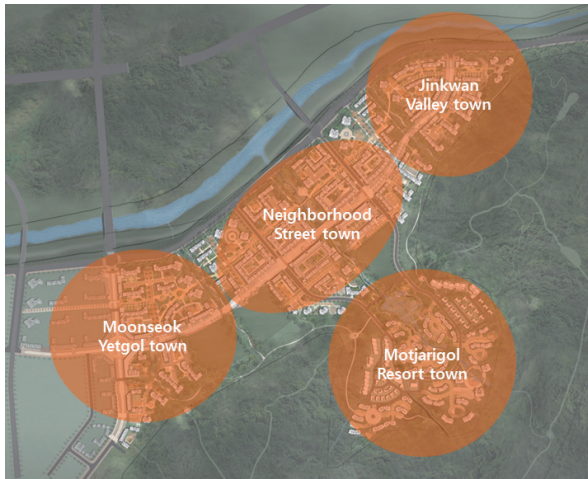 Jinkwan
Valley town
Neighborhood
Street town
Moonseok
Yetgol town
Motjarigol
Resort town